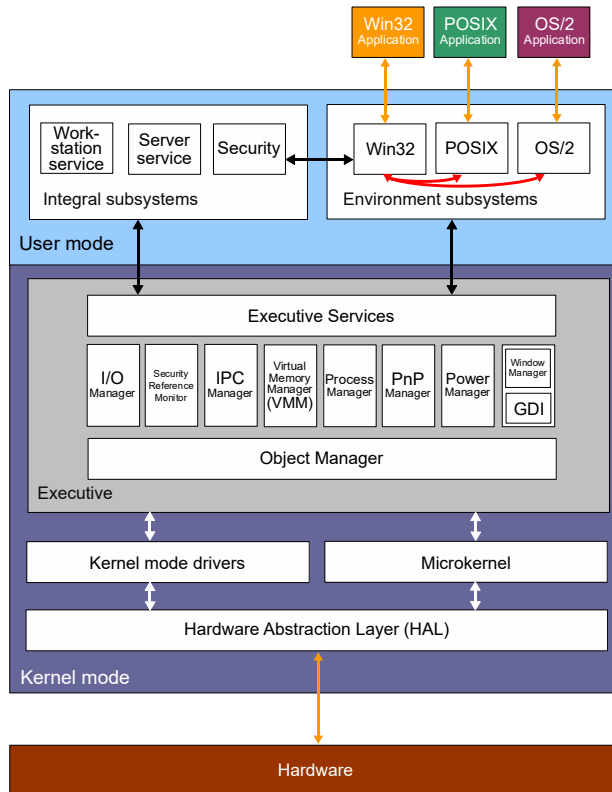 Win32
Application
POSIX
Application
OS/2
Application
Work-
station
service
Server
service
Security
Integral subsystems
Win32
POSIX
OS/2
Environment subsystems
User mode
Executive Services
I/O
Manager
Security
Reference
Monitor
IPC
Manager
Virtual
Memory
Manager
(VMM)
Process
Manager
PnP
Manager
Power
Manager
Window
Manager
GDI
Object Manager
Executive
Kernel mode drivers
Microkernel
Hardware Abstraction Layer (HAL)
Kernel mode
Hardware